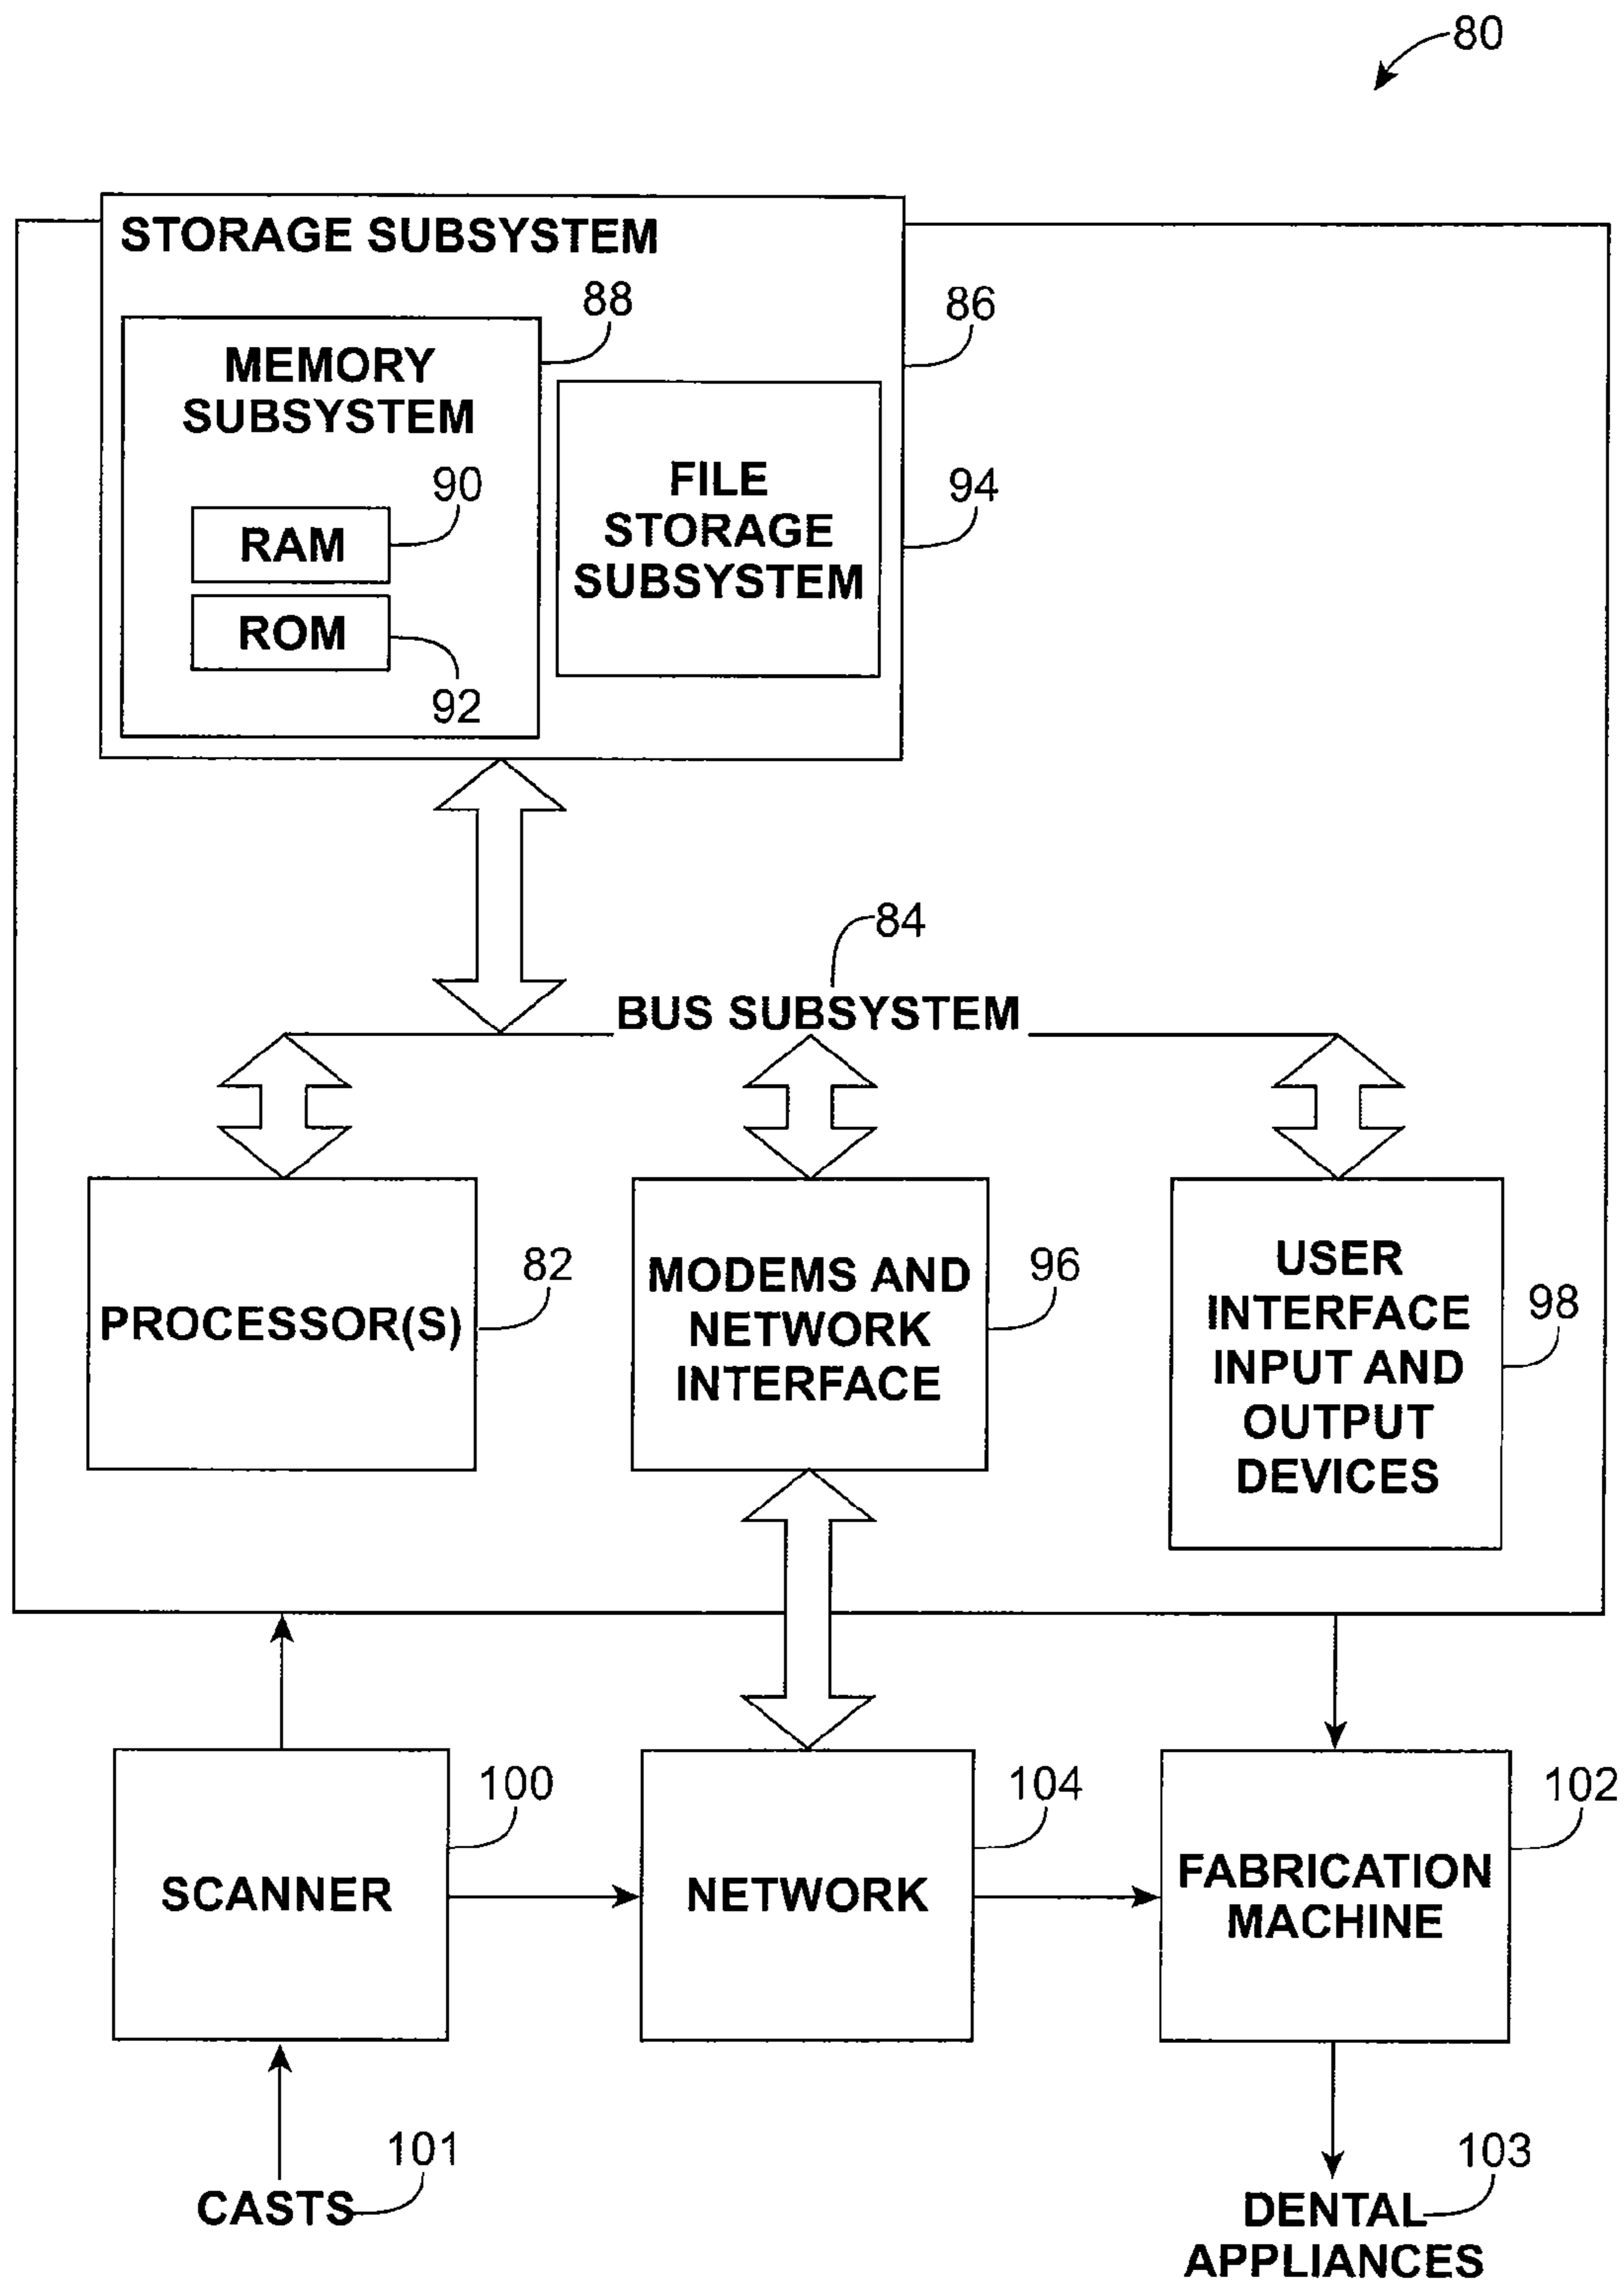 80
STORAGE SUBSYSTEM
88
86
MEMORY
SUBSYSTEM
90
RAM
ROM
92
FILE
STORAGE
SUBSYSTEM
94
84
BUS SUBSYSTEM
PROCESSOR(S)
82
MODEMS AND
NETWORK
INTERFACE
96
USER
INTERFACE
INPUT AND
OUTPUT
DEVICES
98
SCANNER
100
NETWORK
104
FABRICATION
MACHINE
102
CASTS
101
DENTAL
APPLIANCES
103